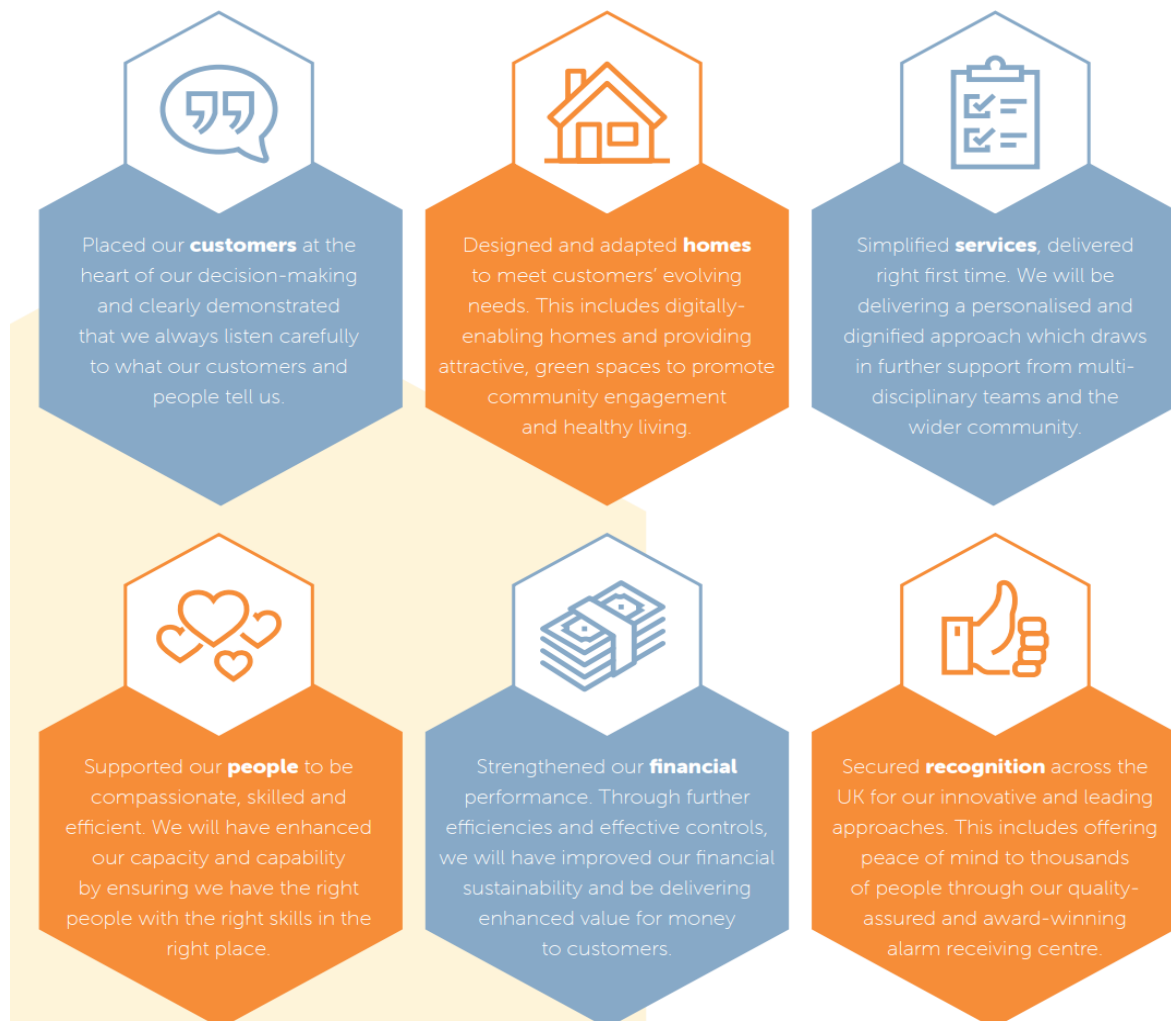 Placed our customers at the
heart of our decision-making
and clearly demonstrated
that we always listen carefully
to what our customers and
people tell us.
Designed and adapted homes
to meet customers’ evolving
needs. This includes digitally-
enabling homes and providing
attractive, green spaces to promote
community engagement
and healthy living.
Simplified services, delivered
right first time. We will be
delivering a personalised and
dignified approach which draws
in further support from multi-
disciplinary teams and the
wider community.
Supported our people to be
compassionate, skilled and
efficient. We will have enhanced
our capacity and capability
by ensuring we have the right
people with the right skills in the
right place.
Strengthened our financial
performance. Through further
efficiencies and effective controls,
we will have improved our financial
sustainability and be delivering
enhanced value for money
to customers.
Secured recognition across the
UK for our innovative and leading
approaches. This includes offering
peace of mind to thousands
of people through our quality-
assured and award-winning
alarm receiving centre.